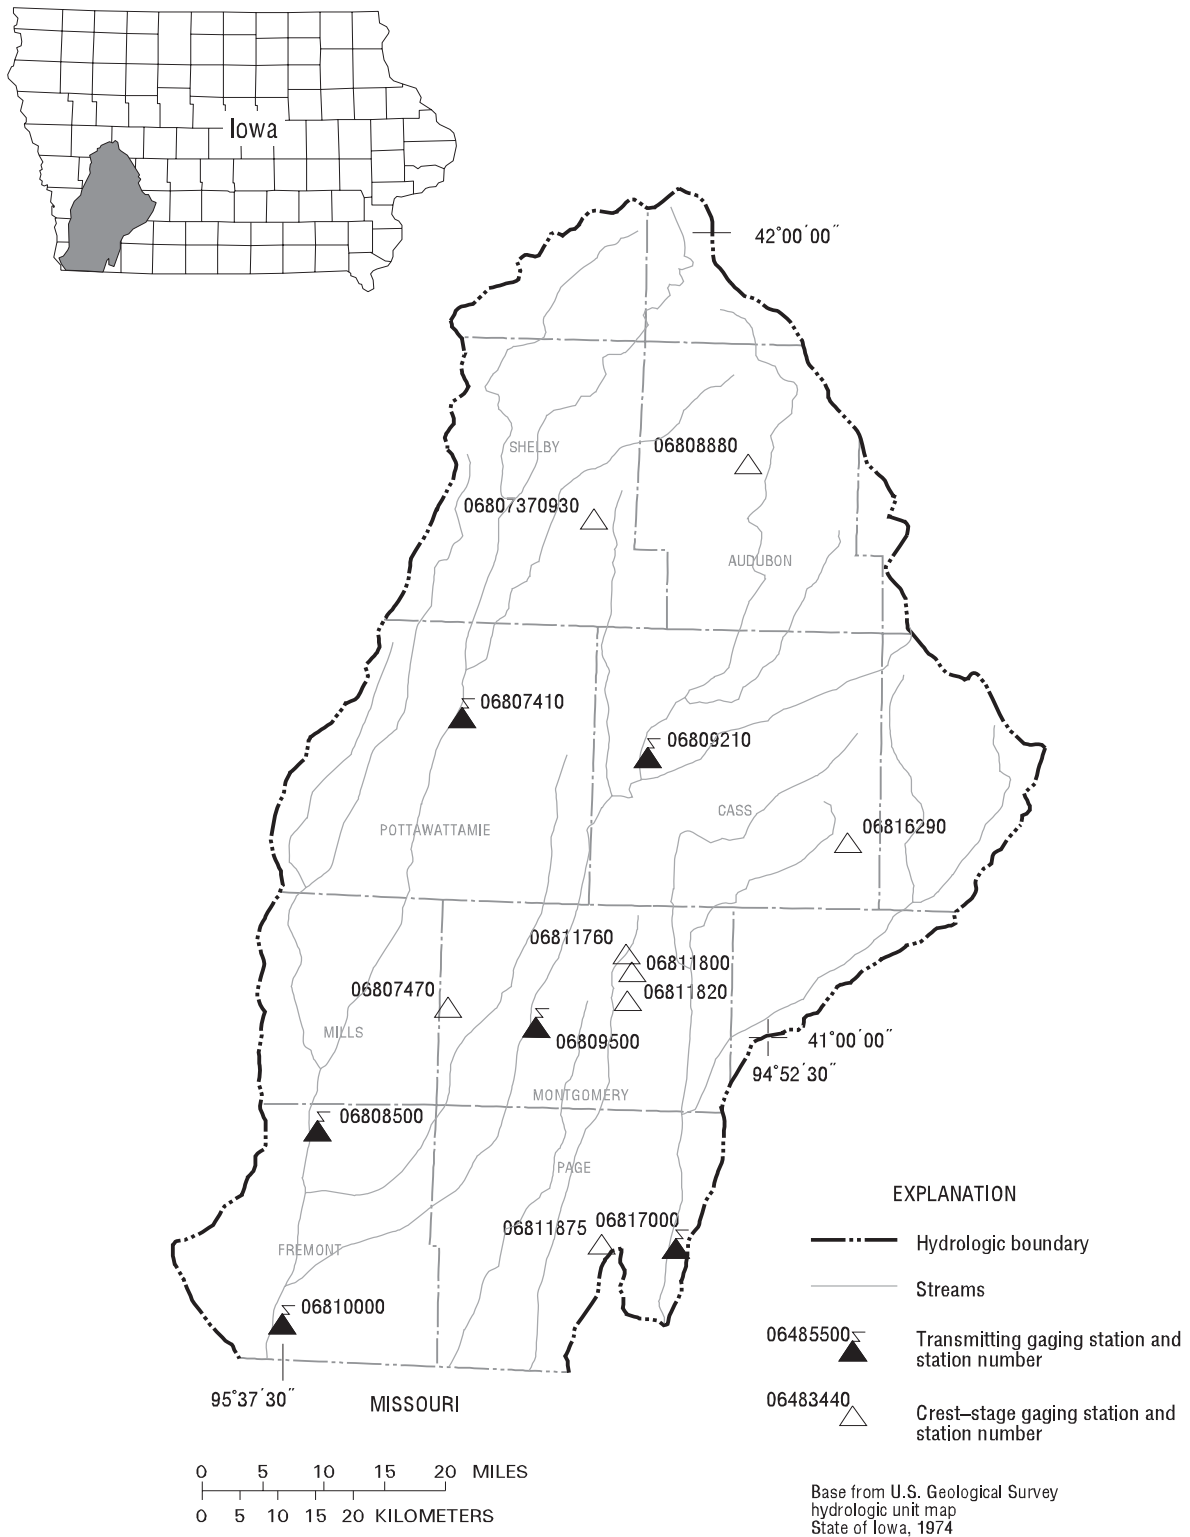 Iowa
42°00′00″
SHELBY
06808880
06807370930
AUDUBON
06807410
06809210
CASS
POTTAWATTAMIE
06816290
06811760
06811800
06807470
06811820
MILLS
06809500
41°00′00″
94°52′30″
MONTGOMERY
06808500
PAGE
06811875
06817000
FREMONT
06810000
95°37′30″
MISSOURI
EXPLANATION
Hydrologic boundary
Streams
06485500
Transmitting gaging station and
station number
06483440
Crest–stage gaging station and
station number
0 5 10 15 20 MILES
0 5 10 15 20 KILOMETERS
Base from U.S. Geological Survey
hydrologic unit map
State of Iowa, 1974